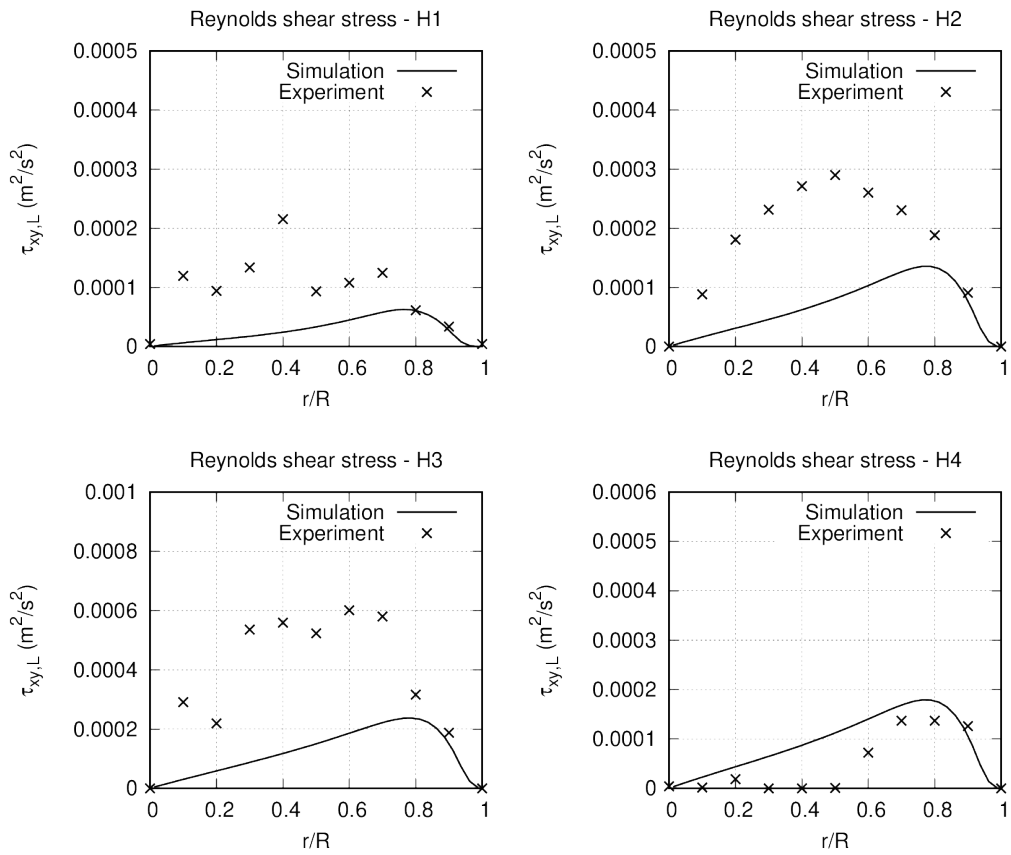 Reynolds shear stress - H1
0.0005
0.0004
0.0003
0.0002
0.0001
0
τxy,L (m²/s²)
Simulation
Experiment
0 0.2 0.4 0.6 0.8 1
r/R
Reynolds shear stress - H2
0.0005
0.0004
0.0003
0.0002
0.0001
0
τxy,L (m²/s²)
Simulation
Experiment
0 0.2 0.4 0.6 0.8 1
r/R
Reynolds shear stress - H3
0.001
0.0008
0.0006
0.0004
0.0002
0
τxy,L (m²/s²)
Simulation
Experiment
0 0.2 0.4 0.6 0.8 1
r/R
Reynolds shear stress - H4
0.0006
0.0005
0.0004
0.0003
0.0002
0.0001
0
τxy,L (m²/s²)
Simulation
Experiment
0 0.2 0.4 0.6 0.8 1
r/R